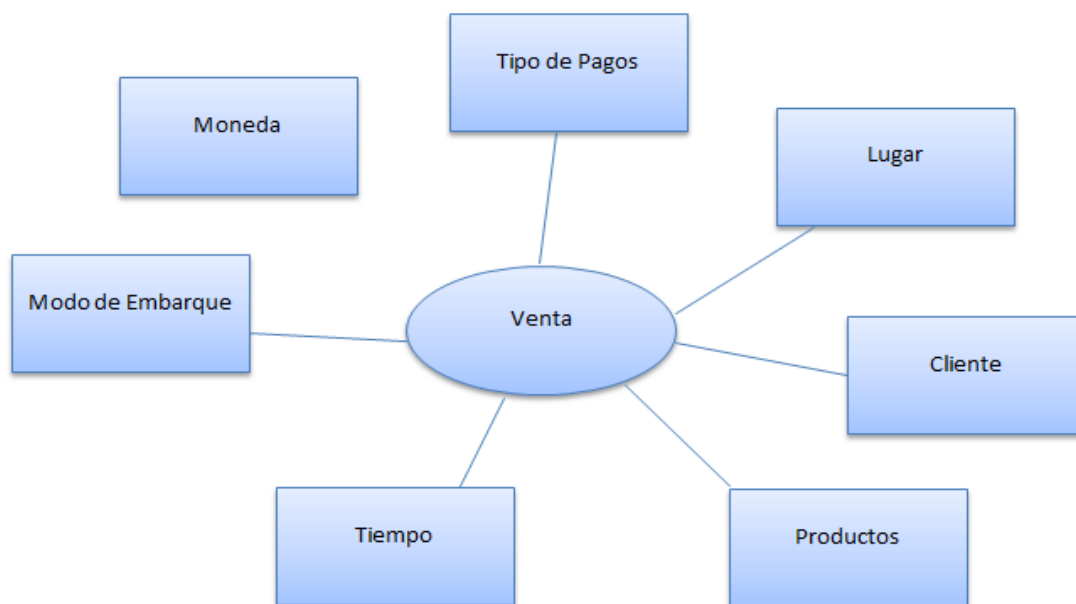 Tipo de Pagos
Moneda
Lugar
Modo de Embarque
Venta
Cliente
Tiempo
Productos